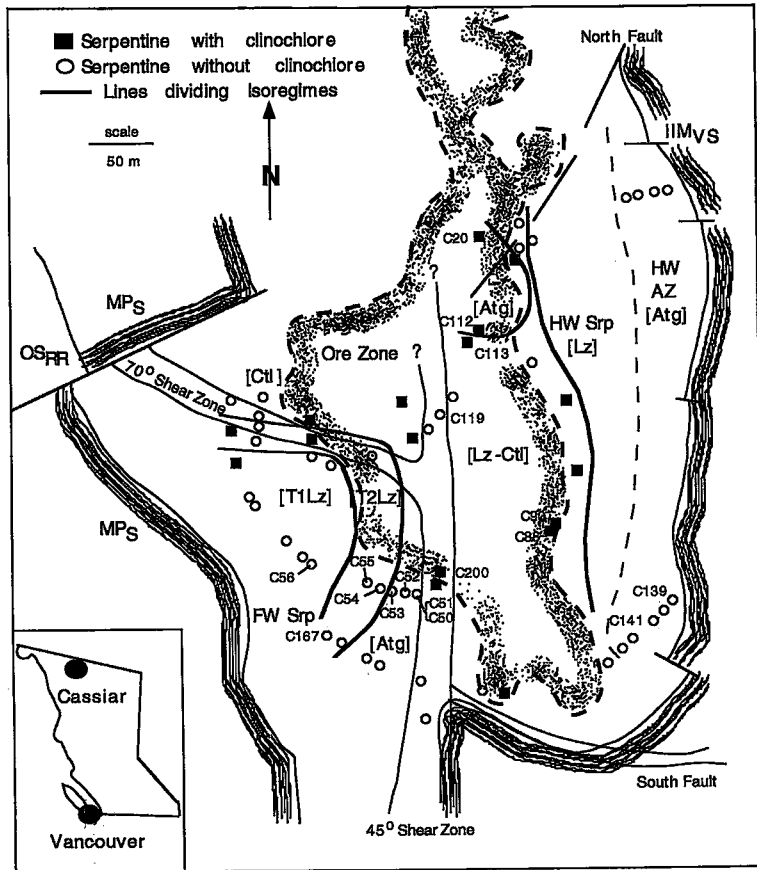 Serpentine with clinochlore
Serpentine without clinochlore
Lines dividing Isoregimes
scale
50 m
N
North Fault
IIMVS
C20
?
MPS
HW
AZ
[Atg]
[Atg]
HW Srp
[Lz]
C112
C113
OSRR
70° Shear Zone
[Ctl]
Ore Zone
?
C119
[Lz-Ctl]
[T1Lz]
[T2Lz]
MPS
C88
C55
C52
C200
C56
C54
C53
C51
C50
C139
C141
FW Srp
C167
[Atg]
Cassiar
Vancouver
South Fault
45° Shear Zone